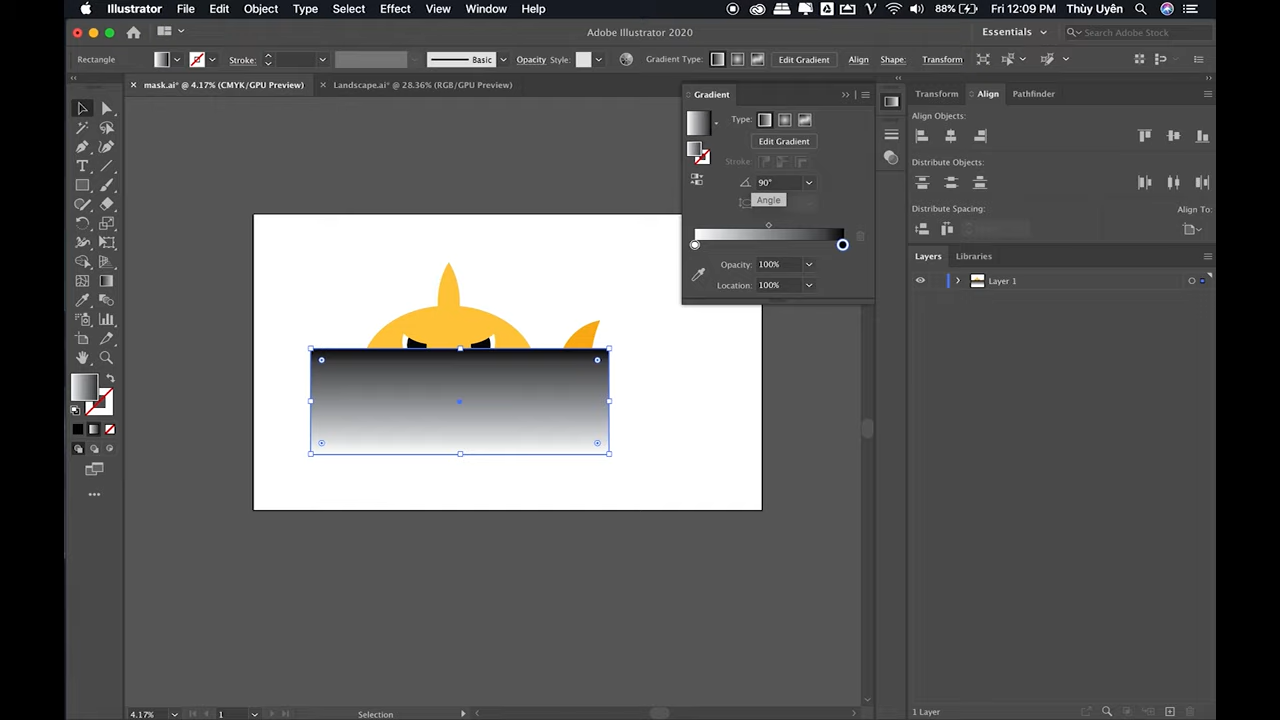 Illustrator File Edit Object Type Select Effect View Window Help 88% Fri 12:09 PM Thùy Uyên
Adobe Illustrator 2020
Essentials
Search Adobe Stock
Rectangle Stroke: Basic Opacity Style: Gradient Type: Edit Gradient Align Shape: Transform
× mask.ai* @ 4.17% (CMYK/GPU Preview) × Landscape.ai* @ 28.36% (RGB/GPU Preview)
Gradient
Type:
Edit Gradient
Stroke:
90°
Angle
Opacity: 100%
Location: 100%
Transform Align Pathfinder
Align Objects:
Distribute Objects:
Distribute Spacing: Align To:
Layers Libraries
Layer 1
4.17% 1 Selection
1 Layer